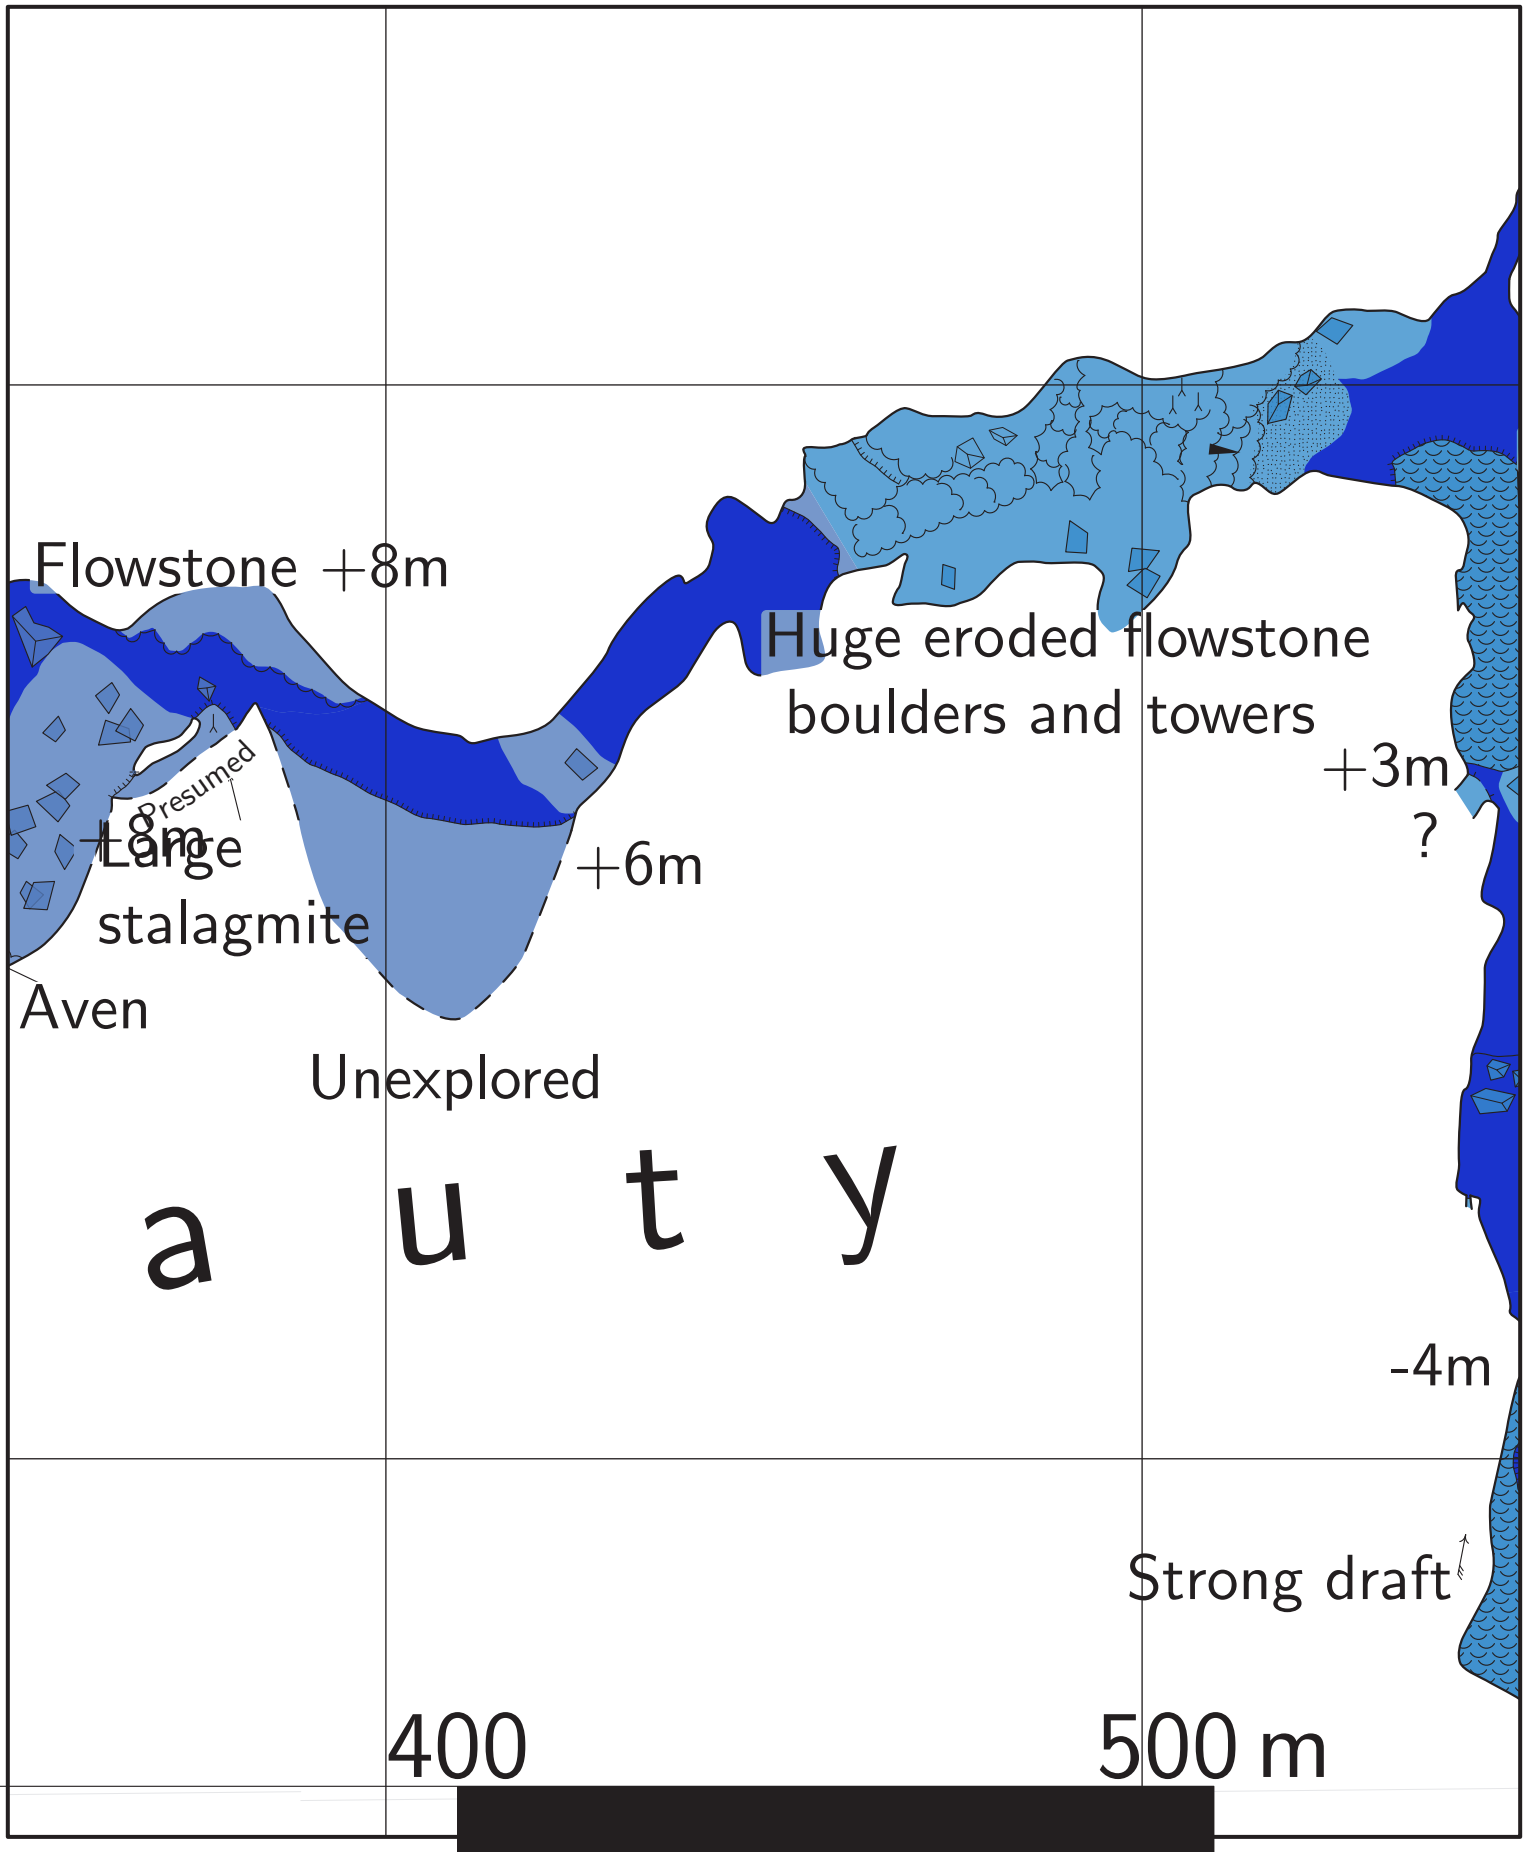 Flowstone +8m
Huge eroded flowstone
boulders and towers
+3m
?
Presumed
+8m
Large
stalagmite
+6m
Aven
Unexplored
a u t y
-4m
Strong draft
400
500 m